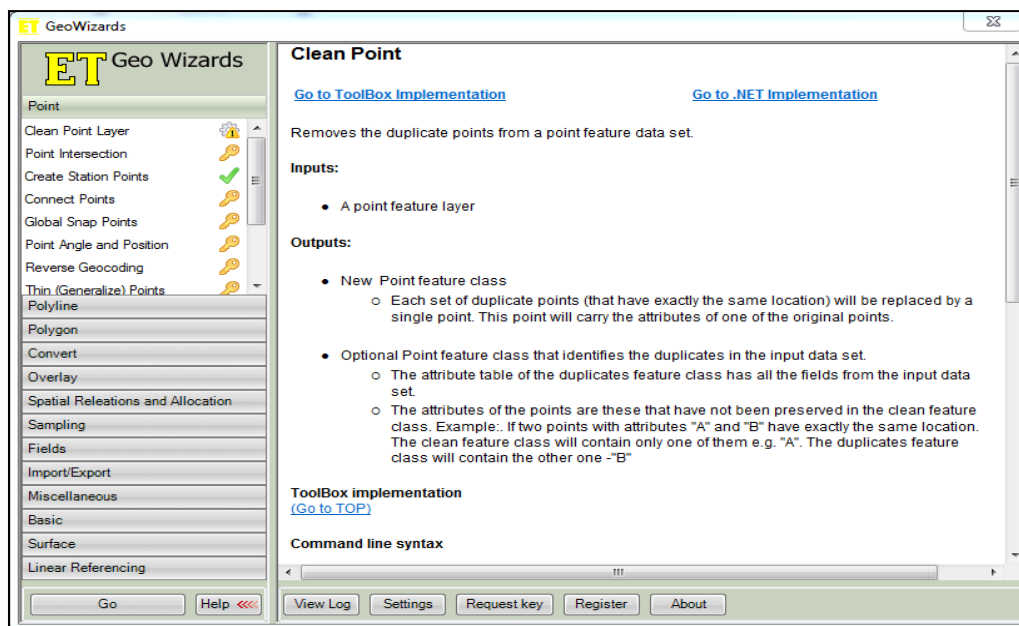 ET GeoWizards
ET Geo Wizards
Point
Clean Point Layer
Point Intersection
Create Station Points
Connect Points
Global Snap Points
Point Angle and Position
Reverse Geocoding
Thin (Generalize) Points
Polyline
Polygon
Convert
Overlay
Spatial Releations and Allocation
Sampling
Fields
Import/Export
Miscellaneous
Basic
Surface
Linear Referencing
Go Help
Clean Point
Go to ToolBox Implementation Go to .NET Implementation
Removes the duplicate points from a point feature data set.
Inputs:
• A point feature layer
Outputs:
• New Point feature class
o Each set of duplicate points (that have exactly the same location) will be replaced by a
single point. This point will carry the attributes of one of the original points.
• Optional Point feature class that identifies the duplicates in the input data set.
o The attribute table of the duplicates feature class has all the fields from the input data
set.
o The attributes of the points are these that have not been preserved in the clean feature
class. Example:. If two points with attributes "A" and "B" have exactly the same location.
The clean feature class will contain only one of them e.g. "A". The duplicates feature
class will contain the other one -"B"
ToolBox implementation
(Go to TOP)
Command line syntax
View Log Settings Request key Register About